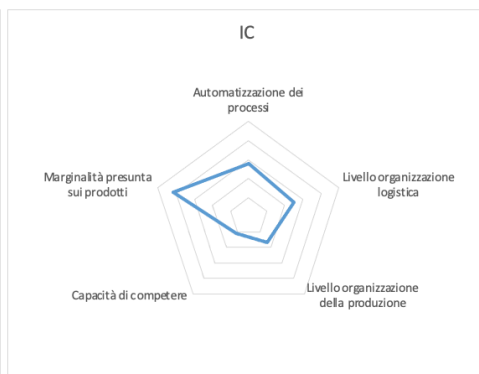 IC
Automatizzazione dei
processi
Livello organizzazione
logistica
Livello organizzazione
della produzione
Capacità di competere
Marginalità presunta
sui prodotti